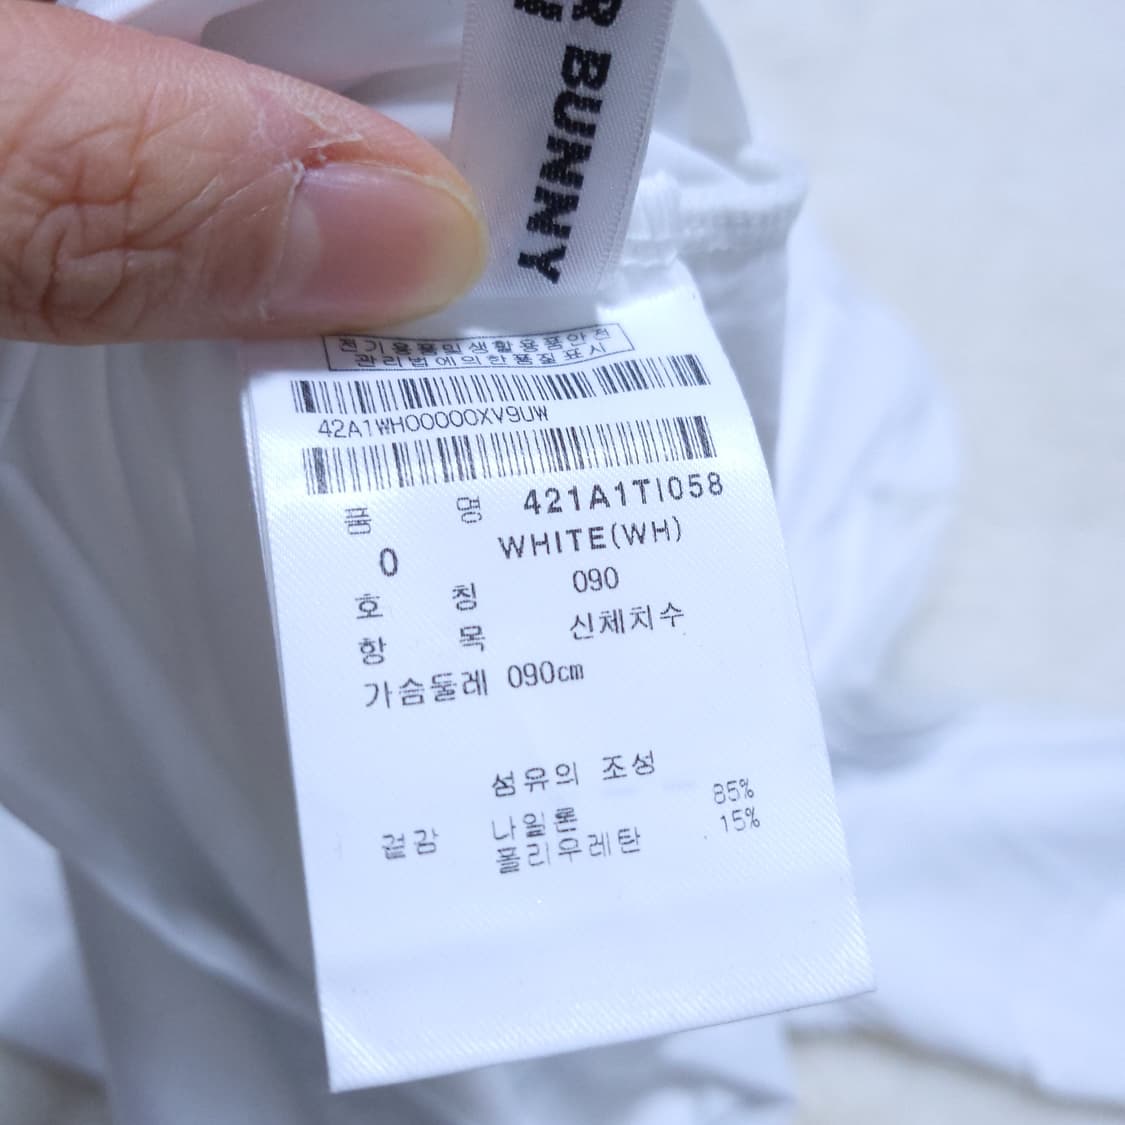 R BUNNY
전기용품및생활용품안전
관리법에의한품질표시
42A1WH00000XV9UW
품 명 421A1TI058
0 WHITE(WH)
호 칭 090
항 목 신체치수
가슴둘레 090cm
섬유의 조성
겉감 나일론 85%
폴리우레탄 15%